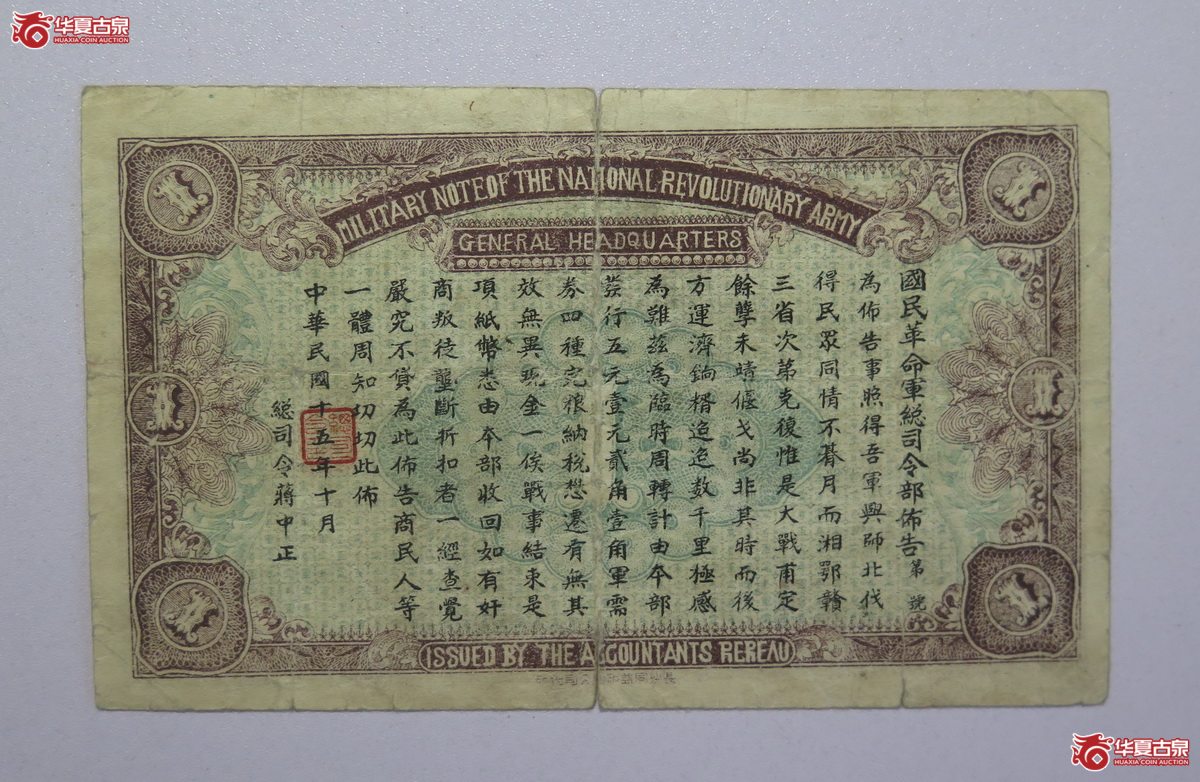 华夏古泉
HUAXIA COIN AUCTION
MILITARY NOTE OF THE NATIONAL REVOLUTIONARY ARMY
GENERAL HEADQUARTERS
國民革命軍總司令部佈告第 號
為佈告事照得吾軍興師北伐
得民眾同情不朞月而湘鄂贛
三省次第克復惟是大戰甫定
餘孽未靖偃戈尚非其時而後
方運濟餉糈迢迢数千里極感
為難茲為臨時周轉計由夲部
發行五元壹元貳角壹角軍需
券四種完粮納税懋遷有無其
效無異現金一俟戰事結束是
項紙幣悉由夲部收回如有奸
商叛徒壟斷折扣者一經查覺
嚴究不貸為此佈告商民人等
一體周知切切此佈
中華民國十五年十月
總司令蔣中正
ISSUED BY THE ACCOUNTANTS REREAU
华夏古泉
HUAXIA COIN AUCTION